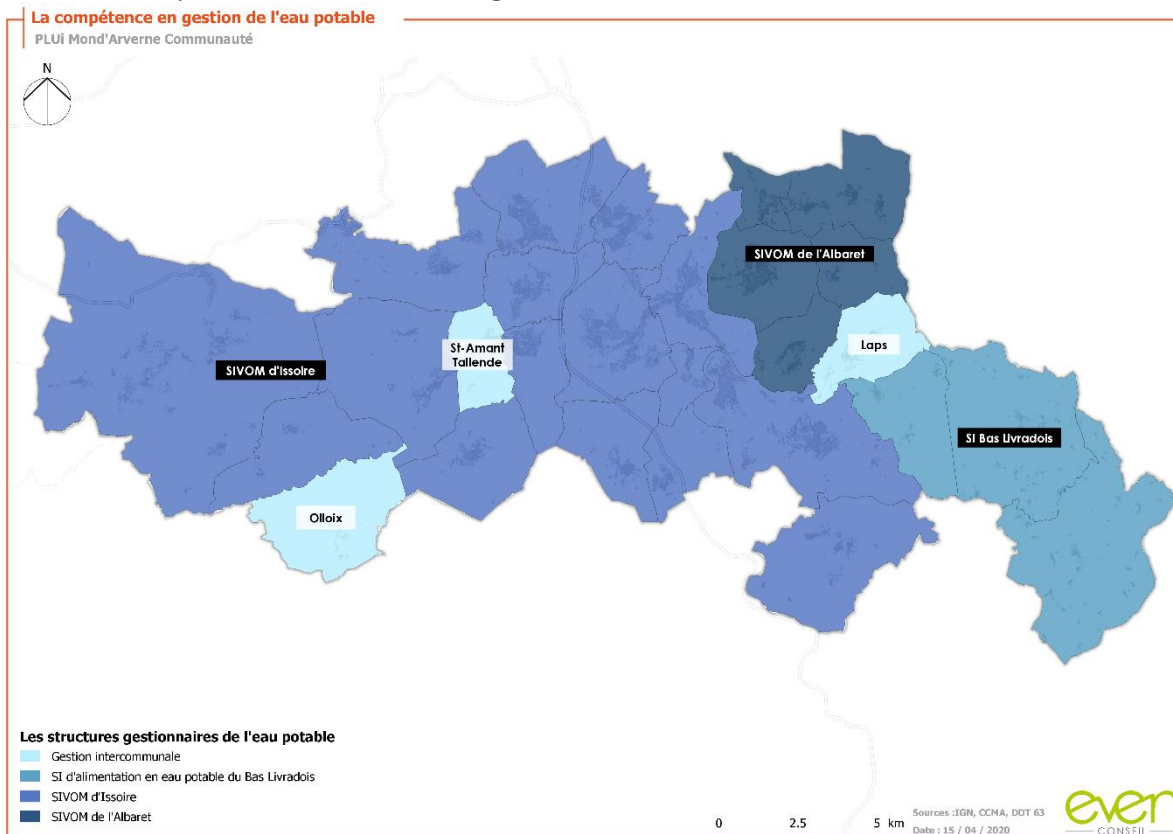 La compétence en gestion de l'eau potable
PLUi Mond'Arverne Communauté
N
SIVOM de l'Albaret
St-Amant
Tallende
Laps
SIVOM d'Issoire
SI Bas Livradois
Olloix
Les structures gestionnaires de l'eau potable
Gestion intercommunale
SI d'alimentation en eau potable du Bas Livradois
SIVOM d'Issoire
SIVOM de l'Albaret
0 2.5 5 km
Sources :IGN, CCMA, DDT 63
Date : 15 / 04 / 2020
even
CONSEIL